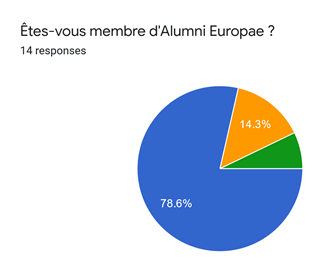 Êtes-vous membre d'Alumni Europae ?
14 responses
14.3%
78.6%